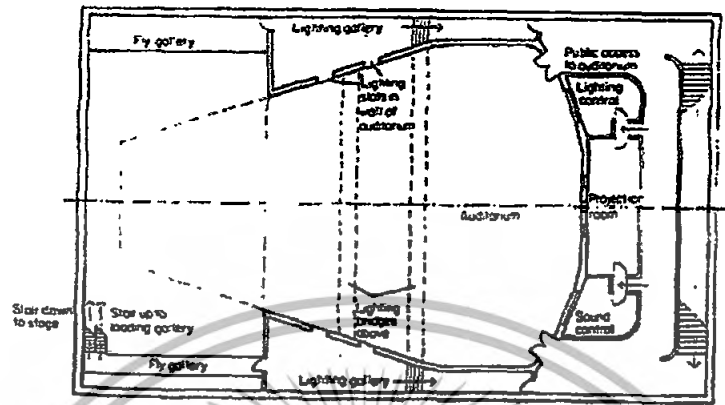 Lighting gallery
Fly gallery
Public access
to auditorium
Lighting
control
Lighting
slots in
wall of
auditorium
Auditorium
Projection
room
Stair down
to stage
Stair up to
loading gallery
Lighting
bridges
above
Sound
control
Fly gallery
Lighting gallery